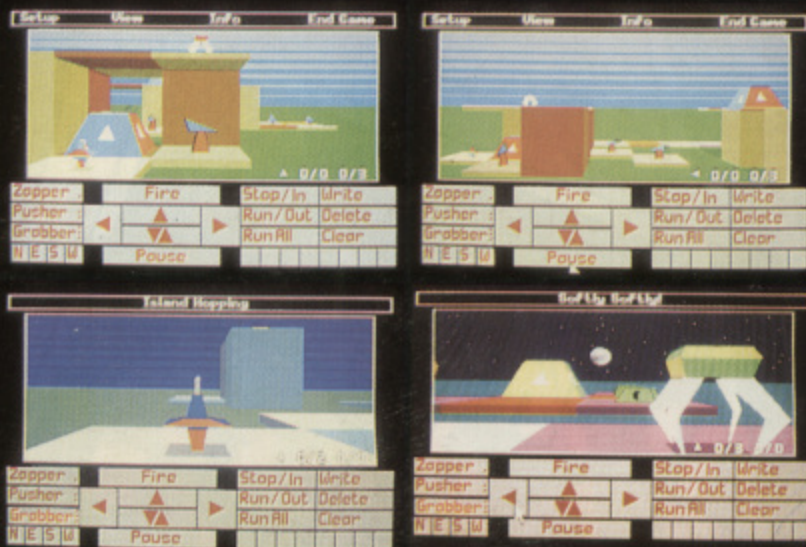 Setup View Info End Game
0/0 0/3
Zapper
Pusher
Grabber
N E S W
Fire
Pause
Stop/In Write
Run/Out Delete
Run All Clear
Setup View Info End Game
0/0 0/3
Zapper
Pusher
Grabber
N E S W
Fire
Pause
Stop/In Write
Run/Out Delete
Run All Clear
Island Hopping
Zapper
Pusher
Grabber
N E S W
Fire
Pause
Stop/In Write
Run/Out Delete
Run All Clear
Softly Softly!
0/3 0/0
Zapper
Pusher
Grabber
N E S W
Fire
Pause
Stop/In Write
Run/Out Delete
Run All Clear